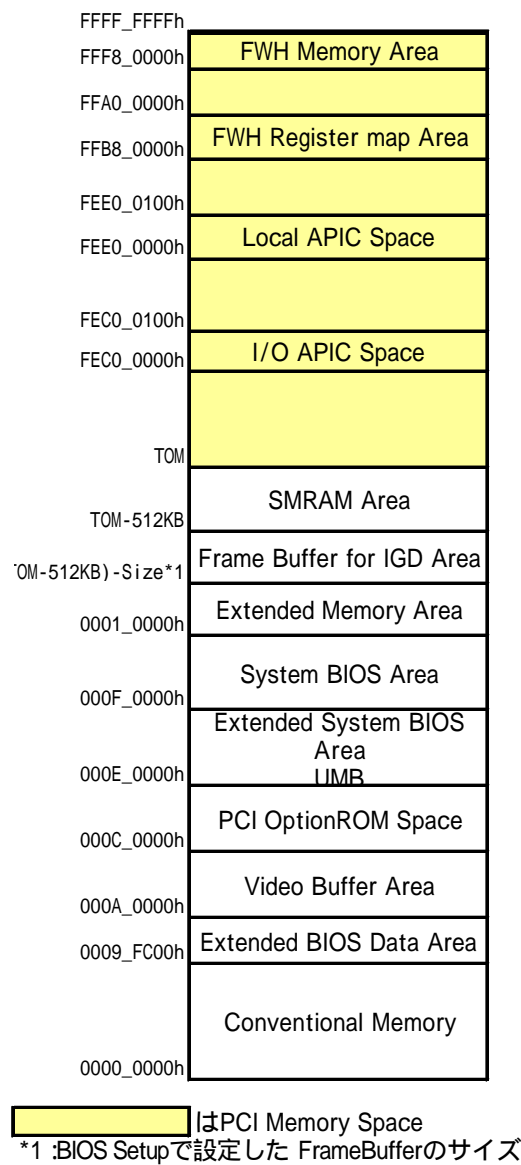 FFFF_FFFFh
FWH Memory Area
FFF8_0000h
FFA0_0000h
FWH Register map Area
FFB8_0000h
FEE0_0100h
Local APIC Space
FEE0_0000h
FEC0_0100h
I/O APIC Space
FEC0_0000h
TOM
SMRAM Area
TOM-512KB
Frame Buffer for IGD Area
OM-512KB)-Size*1
Extended Memory Area
0001_0000h
System BIOS Area
000F_0000h
Extended System BIOS
Area
UMB
000E_0000h
PCI OptionROM Space
000C_0000h
Video Buffer Area
000A_0000h
Extended BIOS Data Area
0009_FC00h
Conventional Memory
0000_0000h
はPCI Memory Space
*1 :BIOS Setupで設定した FrameBufferのサイズ